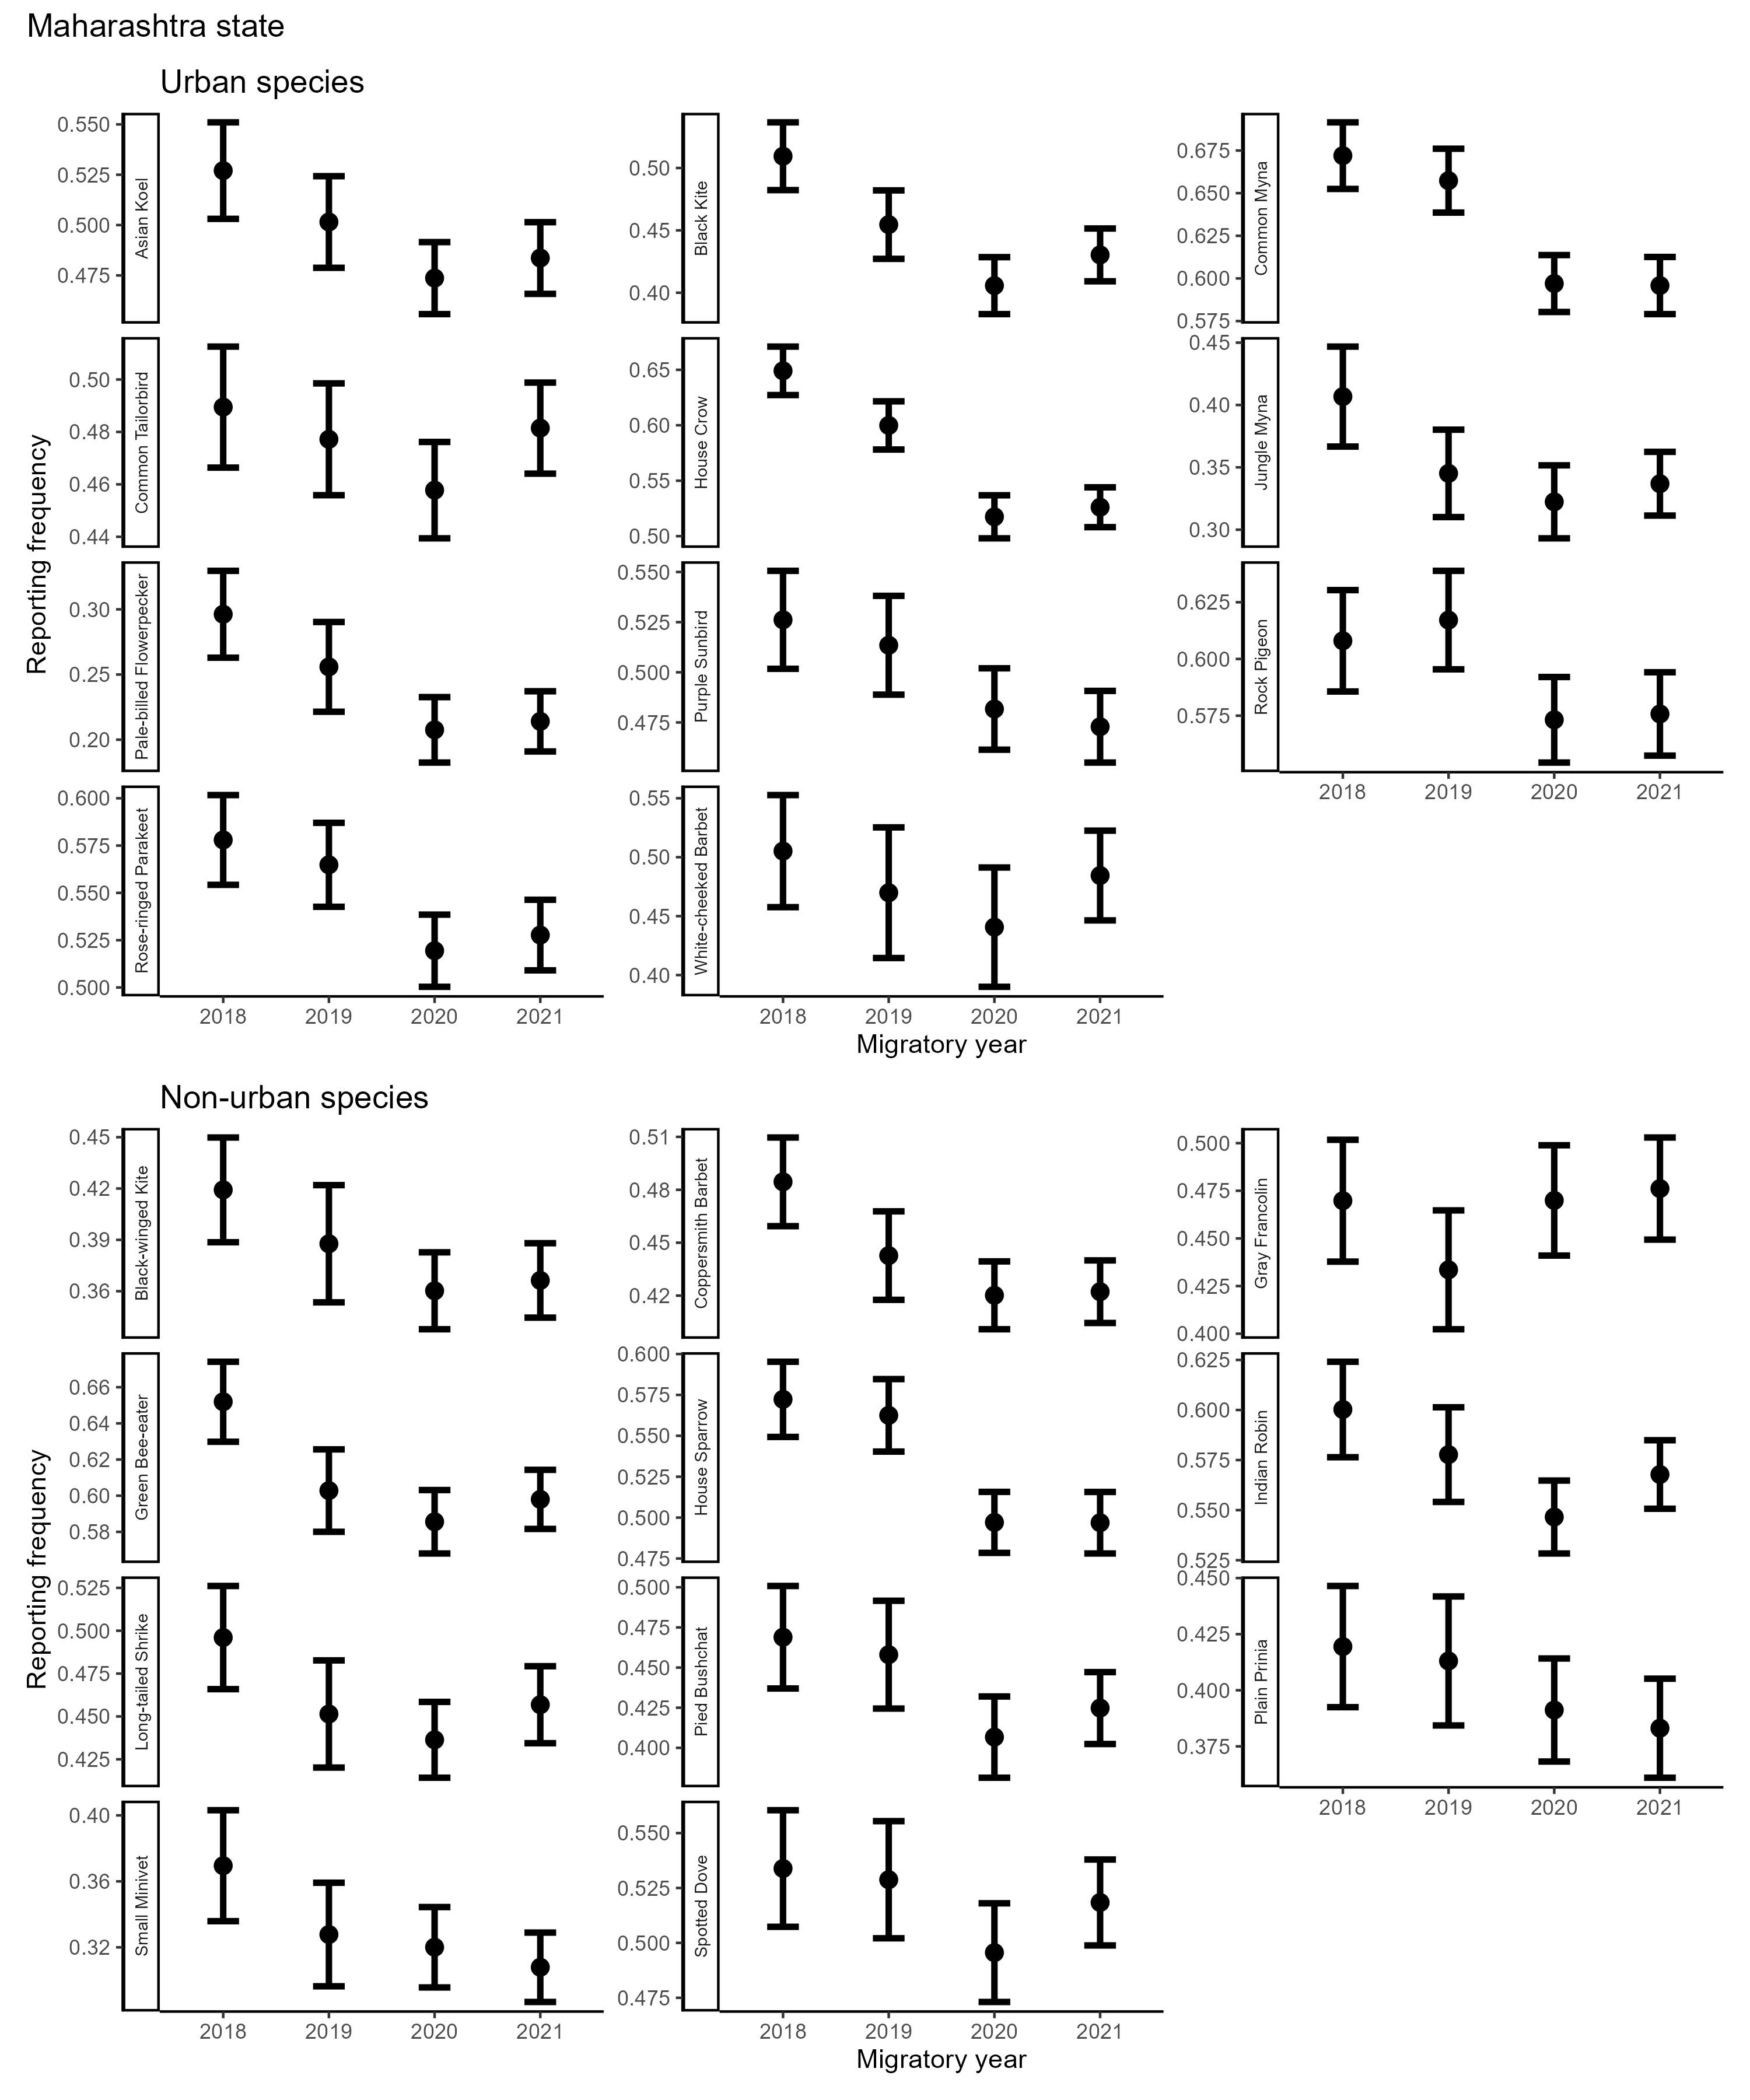 Maharashtra state
Urban species
Reporting frequency
0.550
0.525
0.500
0.475
Asian Koel
0.50
0.45
0.40
Black Kite
0.675
0.650
0.625
0.600
0.575
Common Myna
0.50
0.48
0.46
0.44
Common Tailorbird
0.65
0.60
0.55
0.50
House Crow
0.45
0.40
0.35
0.30
Jungle Myna
0.30
0.25
0.20
Pale-billed Flowerpecker
0.550
0.525
0.500
0.475
Purple Sunbird
0.625
0.600
0.575
Rock Pigeon
2018 2019 2020 2021
0.600
0.575
0.550
0.525
0.500
Rose-ringed Parakeet
0.55
0.50
0.45
0.40
White-cheeked Barbet
2018 2019 2020 2021
2018 2019 2020 2021
Migratory year
Non-urban species
Reporting frequency
0.45
0.42
0.39
0.36
Black-winged Kite
0.51
0.48
0.45
0.42
Coppersmith Barbet
0.500
0.475
0.450
0.425
0.400
Gray Francolin
0.66
0.64
0.62
0.60
0.58
Green Bee-eater
0.600
0.575
0.550
0.525
0.500
0.475
House Sparrow
0.625
0.600
0.575
0.550
0.525
Indian Robin
0.525
0.500
0.475
0.450
0.425
Long-tailed Shrike
0.500
0.475
0.450
0.425
0.400
Pied Bushchat
0.450
0.425
0.400
0.375
Plain Prinia
2018 2019 2020 2021
0.40
0.36
0.32
Small Minivet
0.550
0.525
0.500
0.475
Spotted Dove
2018 2019 2020 2021
2018 2019 2020 2021
Migratory year